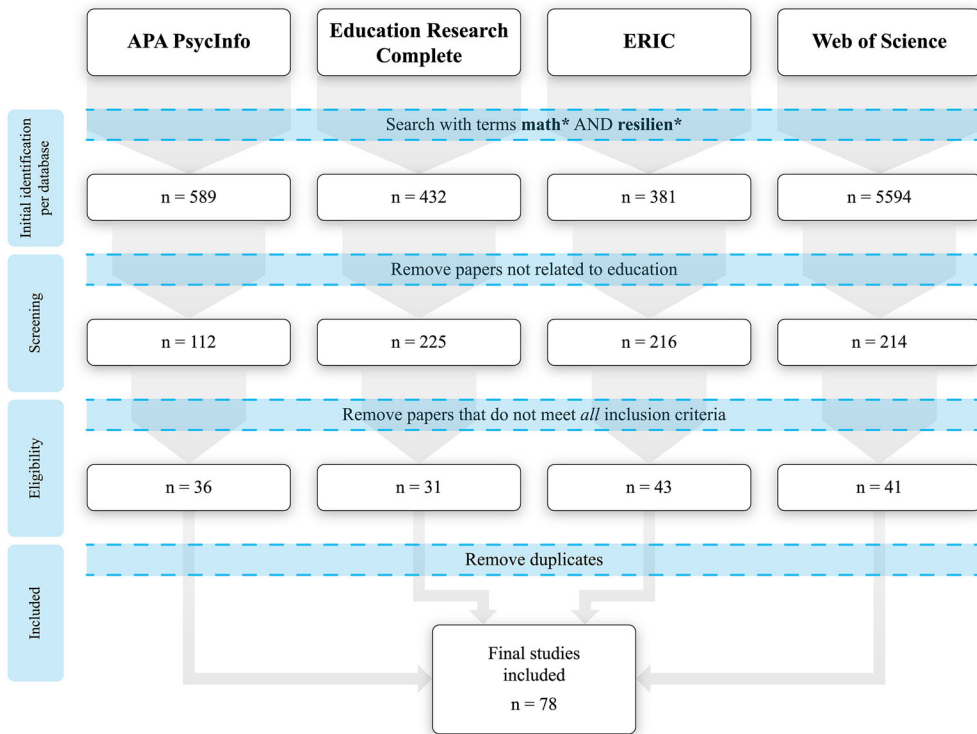 APA PsycInfo
Education Research
Complete
ERIC
Web of Science
Initial identification
per database
Search with terms math* AND resilien*
n = 589
n = 432
n = 381
n = 5594
Screening
Remove papers not related to education
n = 112
n = 225
n = 216
n = 214
Eligibility
Remove papers that do not meet all inclusion criteria
n = 36
n = 31
n = 43
n = 41
Included
Remove duplicates
Final studies
included
n = 78